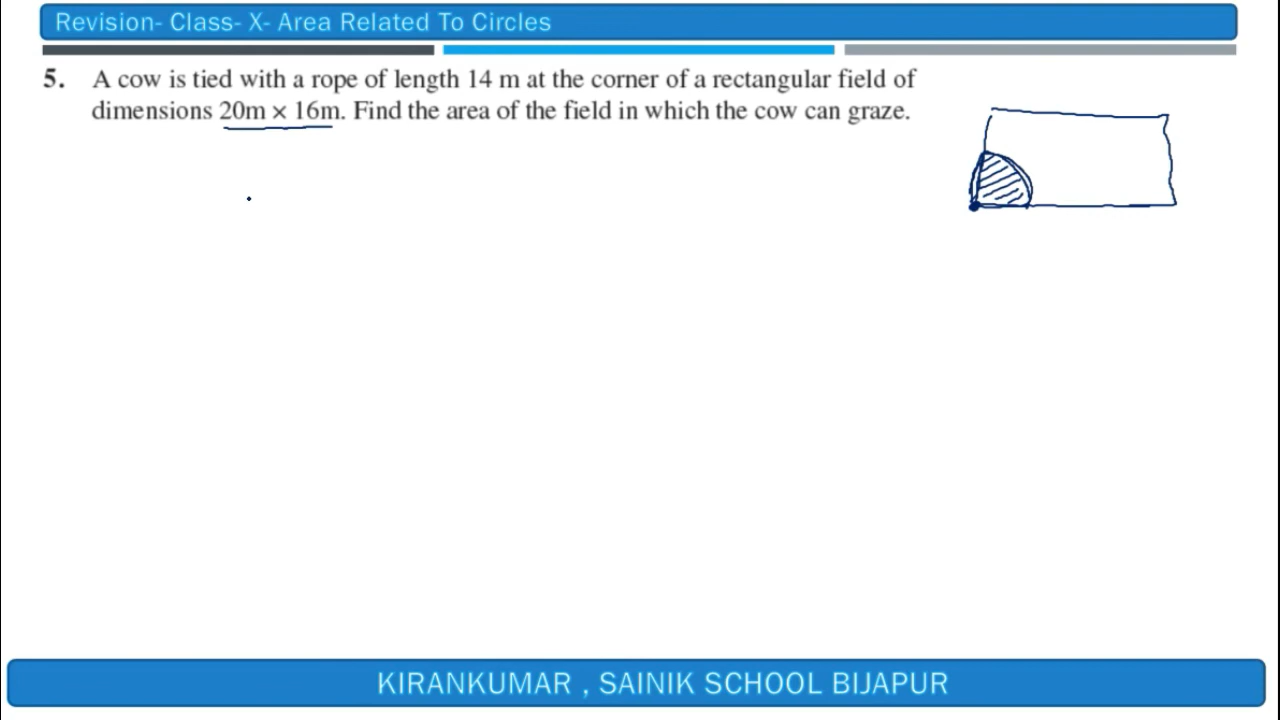 Revision- Class- X- Area Related To Circles
5. A cow is tied with a rope of length 14 m at the corner of a rectangular field of
dimensions 20m × 16m. Find the area of the field in which the cow can graze.
KIRANKUMAR , SAINIK SCHOOL BIJAPUR